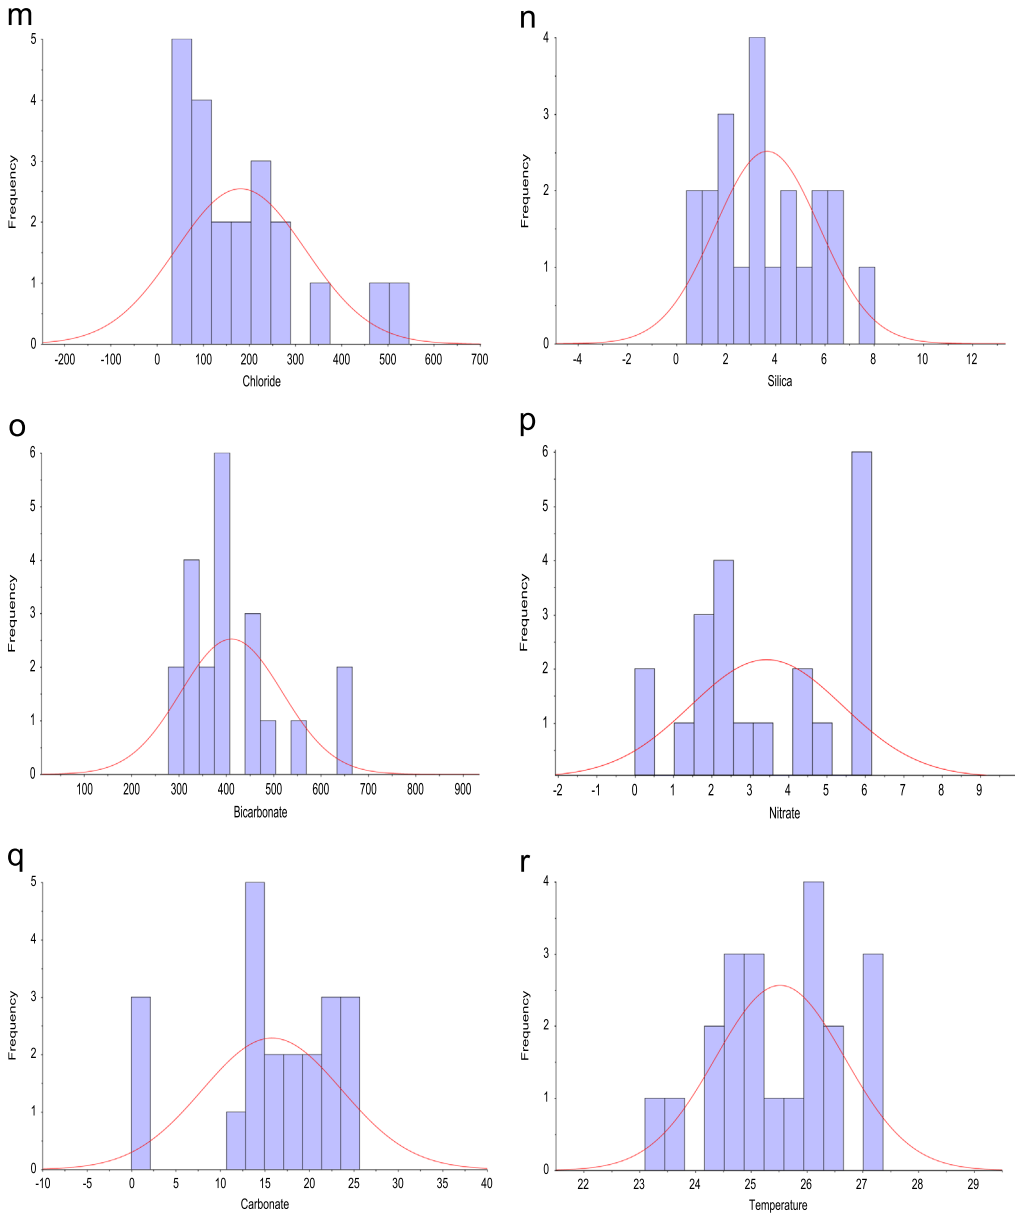 m
Frequency
5
4
3
2
1
0
-200 -100 0 100 200 300 400 500 600 700
Chloride
n
Frequency
4
3
2
1
0
-4 -2 0 2 4 6 8 10 12
Silica
o
Frequency
6
5
4
3
2
1
0
100 200 300 400 500 600 700 800 900
Bicarbonate
p
Frequency
6
5
4
3
2
1
-2 -1 0 1 2 3 4 5 6 7 8 9
Nitrate
q
Frequency
5
4
3
2
1
0
-10 -5 0 5 10 15 20 25 30 35 40
Carbonate
r
Frequency
4
3
2
1
0
22 23 24 25 26 27 28 29
Temperature